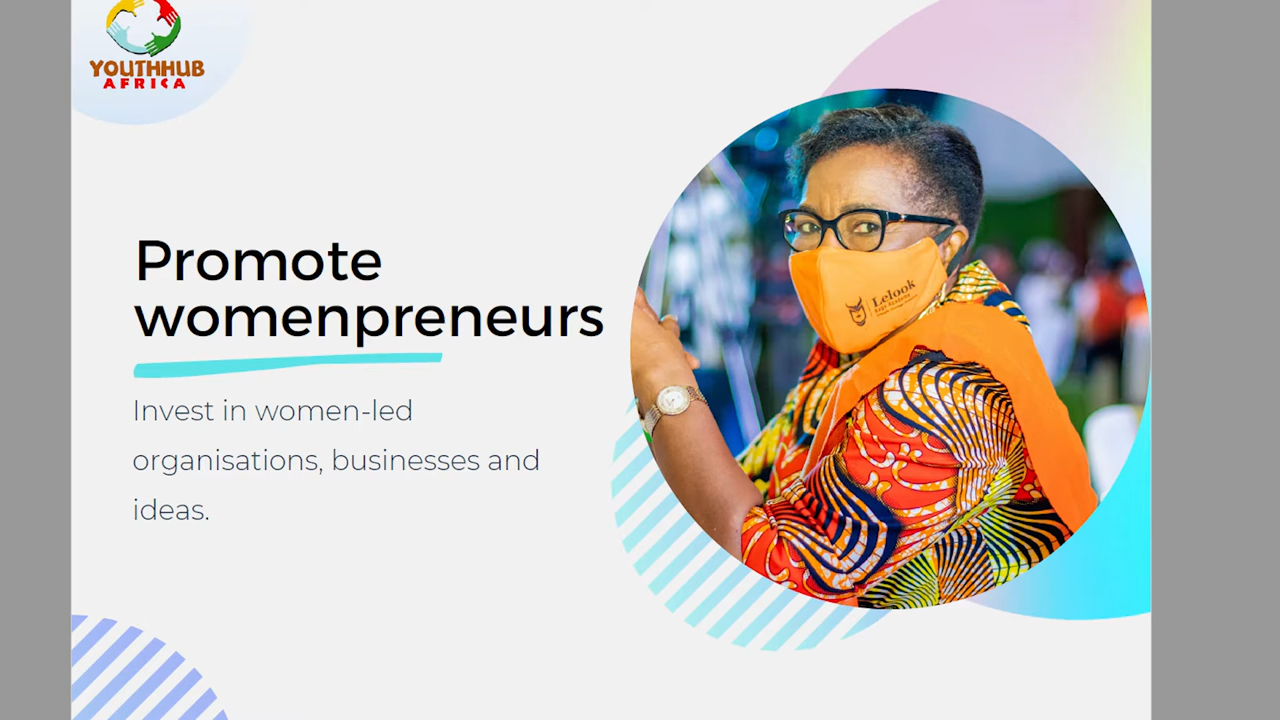 YOUTHHUB
AFRICA
Promote
womenpreneurs
Invest in women-led
organisations, businesses and
ideas.
Lelook